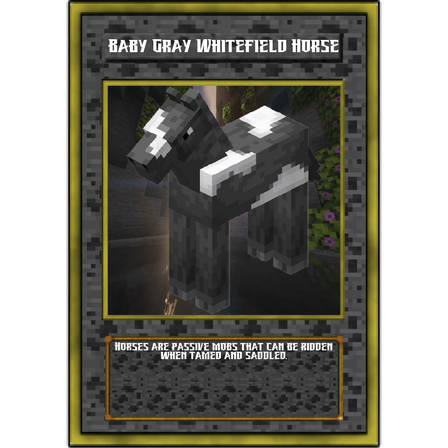 Baby Gray Whitefield Horse
Horses are passive mobs that can be ridden
when tamed and saddled.